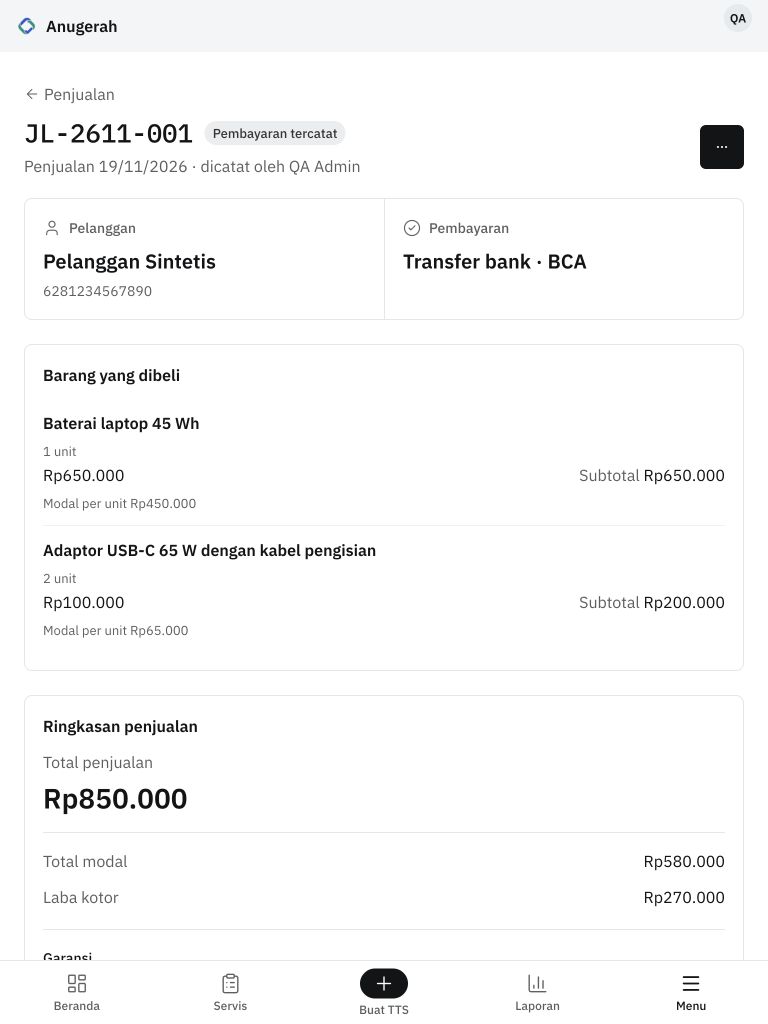 Anugerah
QA
← Penjualan
JL-2611-001 Pembayaran tercatat
Penjualan 19/11/2026 · dicatat oleh QA Admin
...
Pelanggan
Pelanggan Sintetis
6281234567890
Pembayaran
Transfer bank · BCA
Barang yang dibeli
Baterai laptop 45 Wh
1 unit
Rp650.000 Subtotal Rp650.000
Modal per unit Rp450.000
Adaptor USB-C 65 W dengan kabel pengisian
2 unit
Rp100.000 Subtotal Rp200.000
Modal per unit Rp65.000
Ringkasan penjualan
Total penjualan
Rp850.000
Total modal Rp580.000
Laba kotor Rp270.000
Garansi
Beranda Servis Buat TTS Laporan Menu